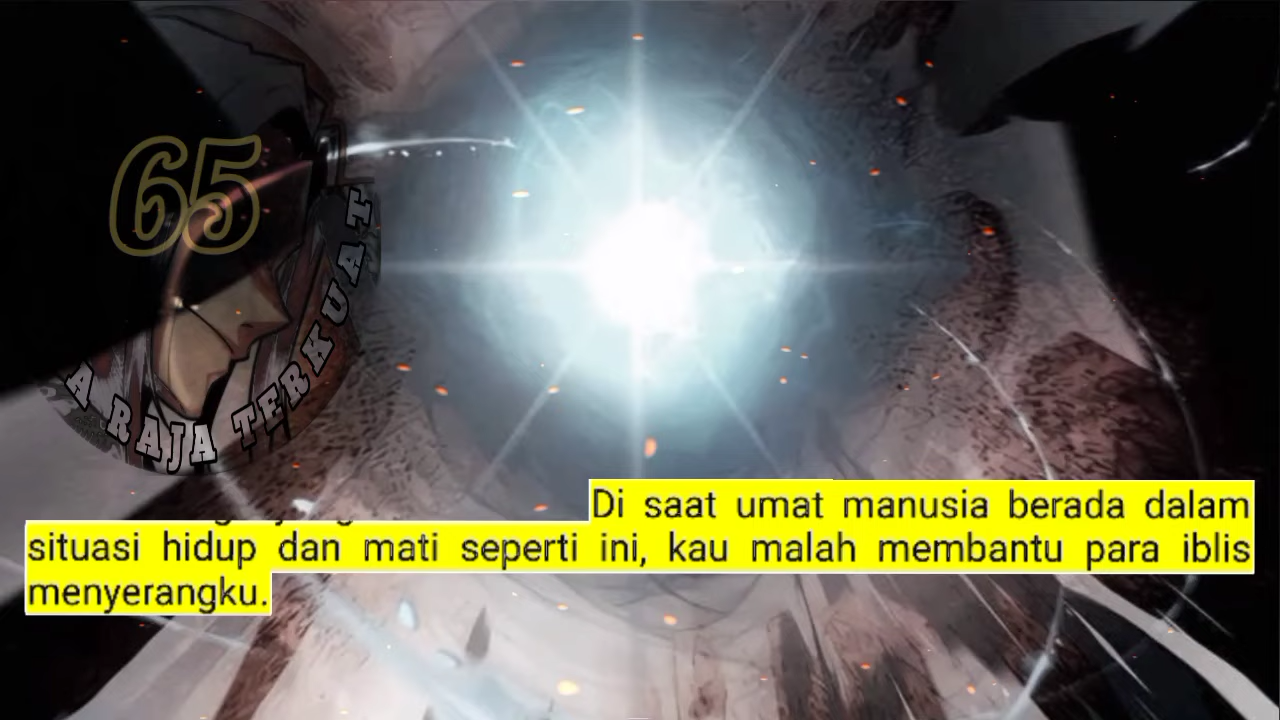 65
A RAJA TERKUAT
Di saat umat manusia berada dalam
situasi hidup dan mati seperti ini, kau malah membantu para iblis
menyerangku.